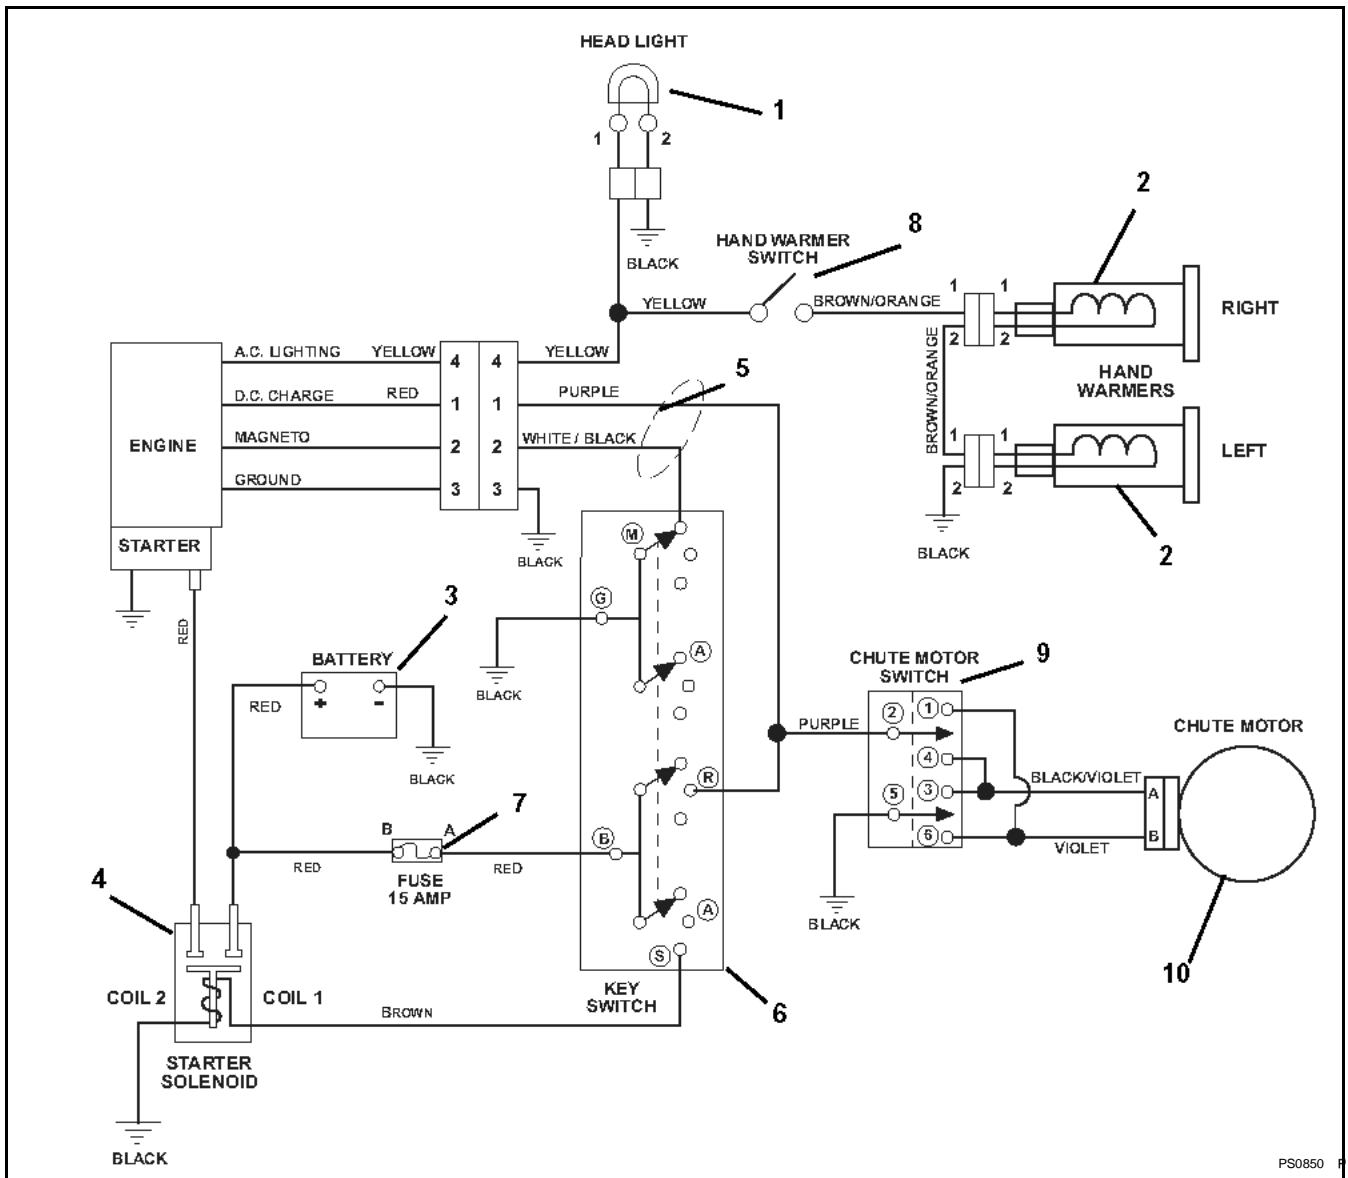 HEAD LIGHT
1
1
2
BLACK
2
8
HAND WARMER
SWITCH
YELLOW
BROWN/ORANGE
1
1
2
2
RIGHT
HAND
WARMERS
BROWN/ORANGE
1
1
2
2
LEFT
2
BLACK
ENGINE
A.C. LIGHTING
YELLOW
4
4
YELLOW
D.C. CHARGE
RED
1
1
PURPLE
5
MAGNETO
2
2
WHITE / BLACK
GROUND
3
3
BLACK
STARTER
RED
M
G
BLACK
A
R
B
A
S
KEY
SWITCH
6
3
BATTERY
+
-
RED
BLACK
B
A
7
RED
FUSE
15 AMP
RED
4
COIL 2
COIL 1
BROWN
STARTER
SOLENOID
BLACK
CHUTE MOTOR
SWITCH
9
PURPLE
2
1
4
5
3
6
BLACK
BLACK/VIOLET
VIOLET
A
B
CHUTE MOTOR
10
PS0850